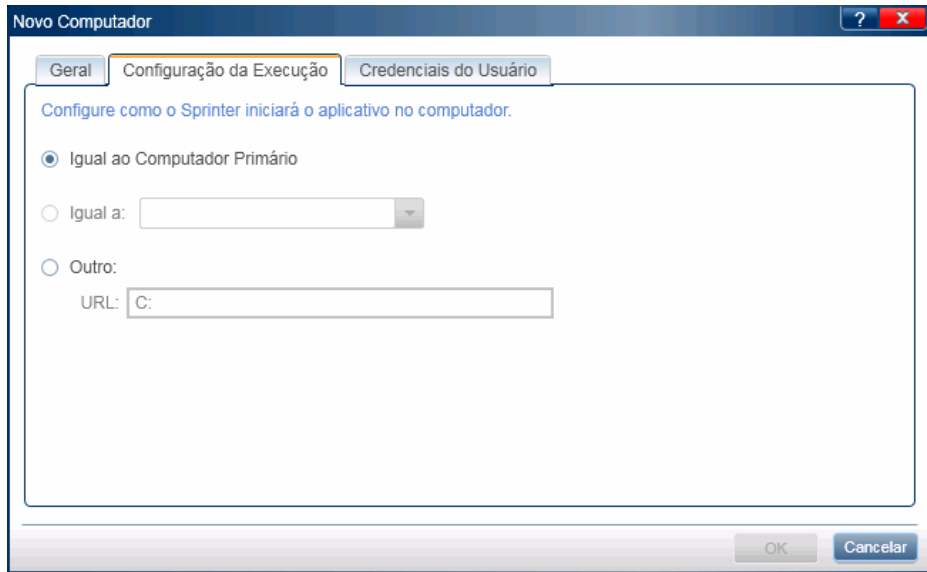 Novo Computador
Geral Configuração da Execução Credenciais do Usuário
Configure como o Sprinter iniciará o aplicativo no computador.
Igual ao Computador Primário
Igual a:
Outro:
URL: C:
OK Cancelar